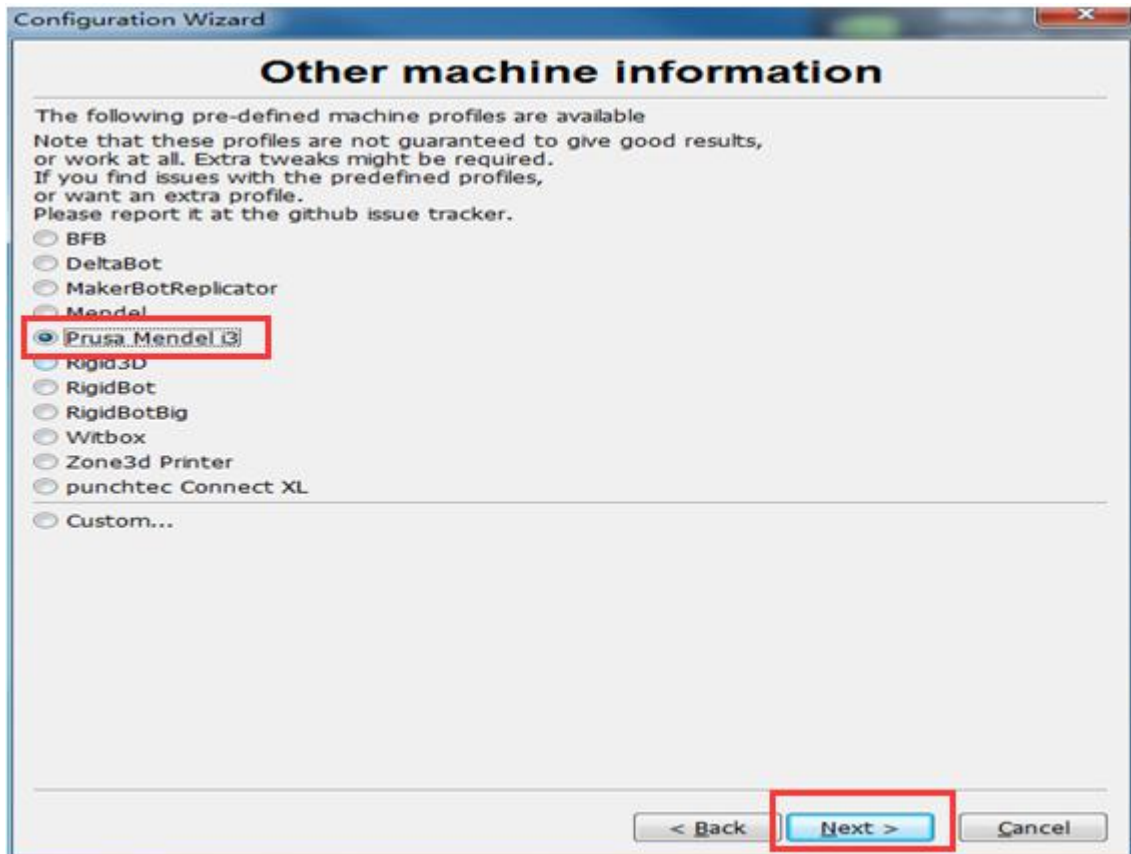 Configuration Wizard
Other machine information
The following pre-defined machine profiles are available
Note that these profiles are not guaranteed to give good results,
or work at all. Extra tweaks might be required.
If you find issues with the predefined profiles,
or want an extra profile.
Please report it at the github issue tracker.
BFB
DeltaBot
MakerBotReplicator
Mendel
Prusa Mendel i3
Rigid3D
RigidBot
RigidBotBig
Witbox
Zone3d Printer
punchtec Connect XL
Custom...
< Back Next > Cancel